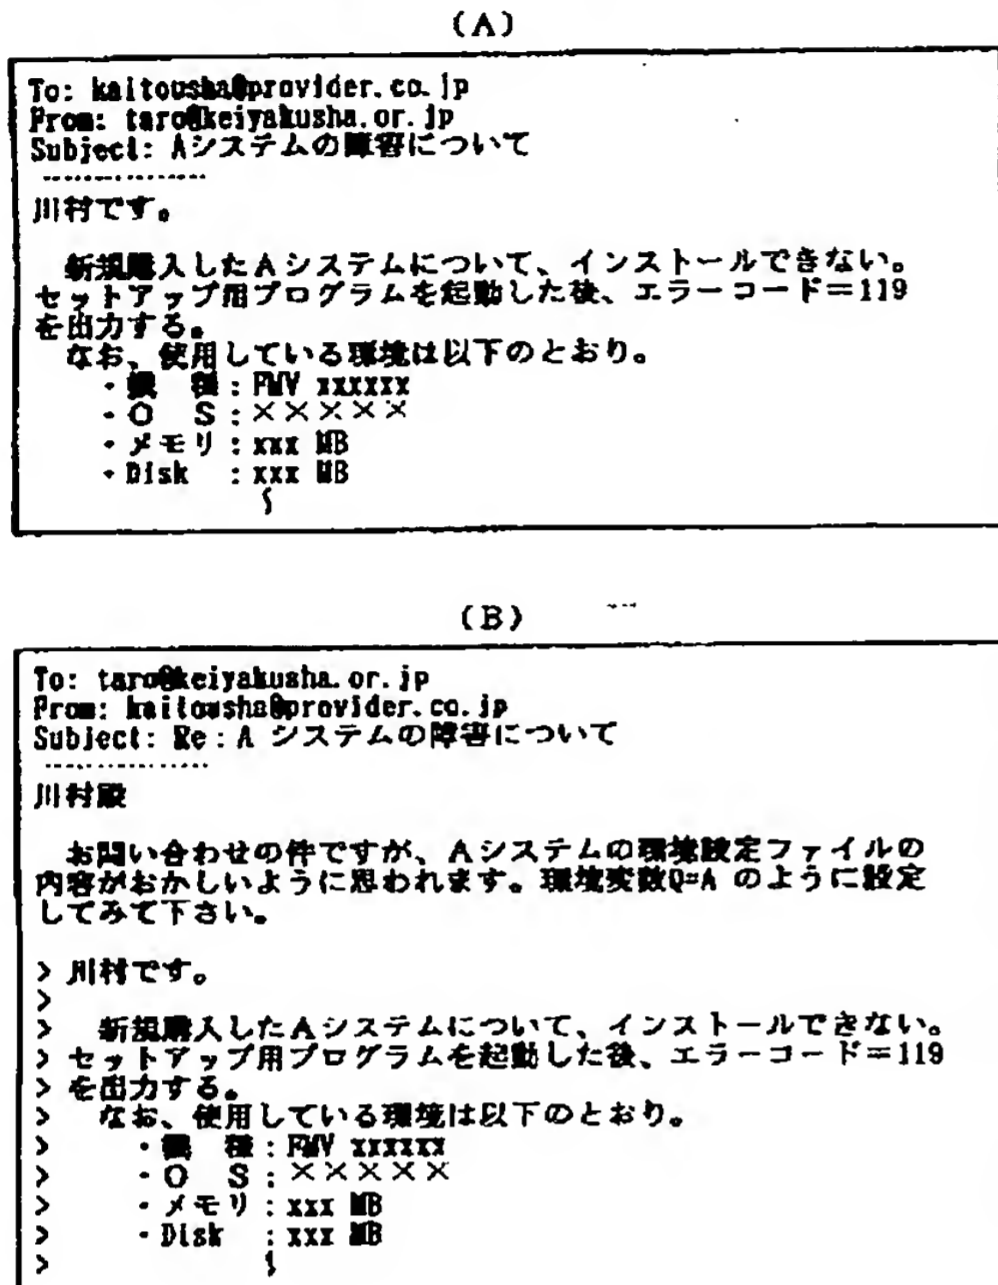 (A)
To: kaitousha@provider.co.jp
From: taro@keiyakusha.or.jp
Subject: Aシステムの障害について
---------------
川村です。
新規購入したAシステムについて、インストールできない。
セットアップ用プログラムを起動した後、エラーコード=119
を出力する。
なお、使用している環境は以下のとおり。
・機 種:FMV xxxxxx
・O S:×××××
・メモリ:xxx MB
・Disk :xxx MB
(B)
To: taro@keiyakusha.or.jp
From: kaitousha@provider.co.jp
Subject: Re:A システムの障害について
---------------
川村殿
お問い合わせの件ですが、Aシステムの環境設定ファイルの
内容がおかしいように思われます。環境変数Q=A のように設定
してみて下さい。
> 川村です。
>
> 新規購入したAシステムについて、インストールできない。
> セットアップ用プログラムを起動した後、エラーコード=119
> を出力する。
> なお、使用している環境は以下のとおり。
> ・機 種:FMV xxxxxx
> ・O S:×××××
> ・メモリ:xxx MB
> ・Disk :xxx MB
>